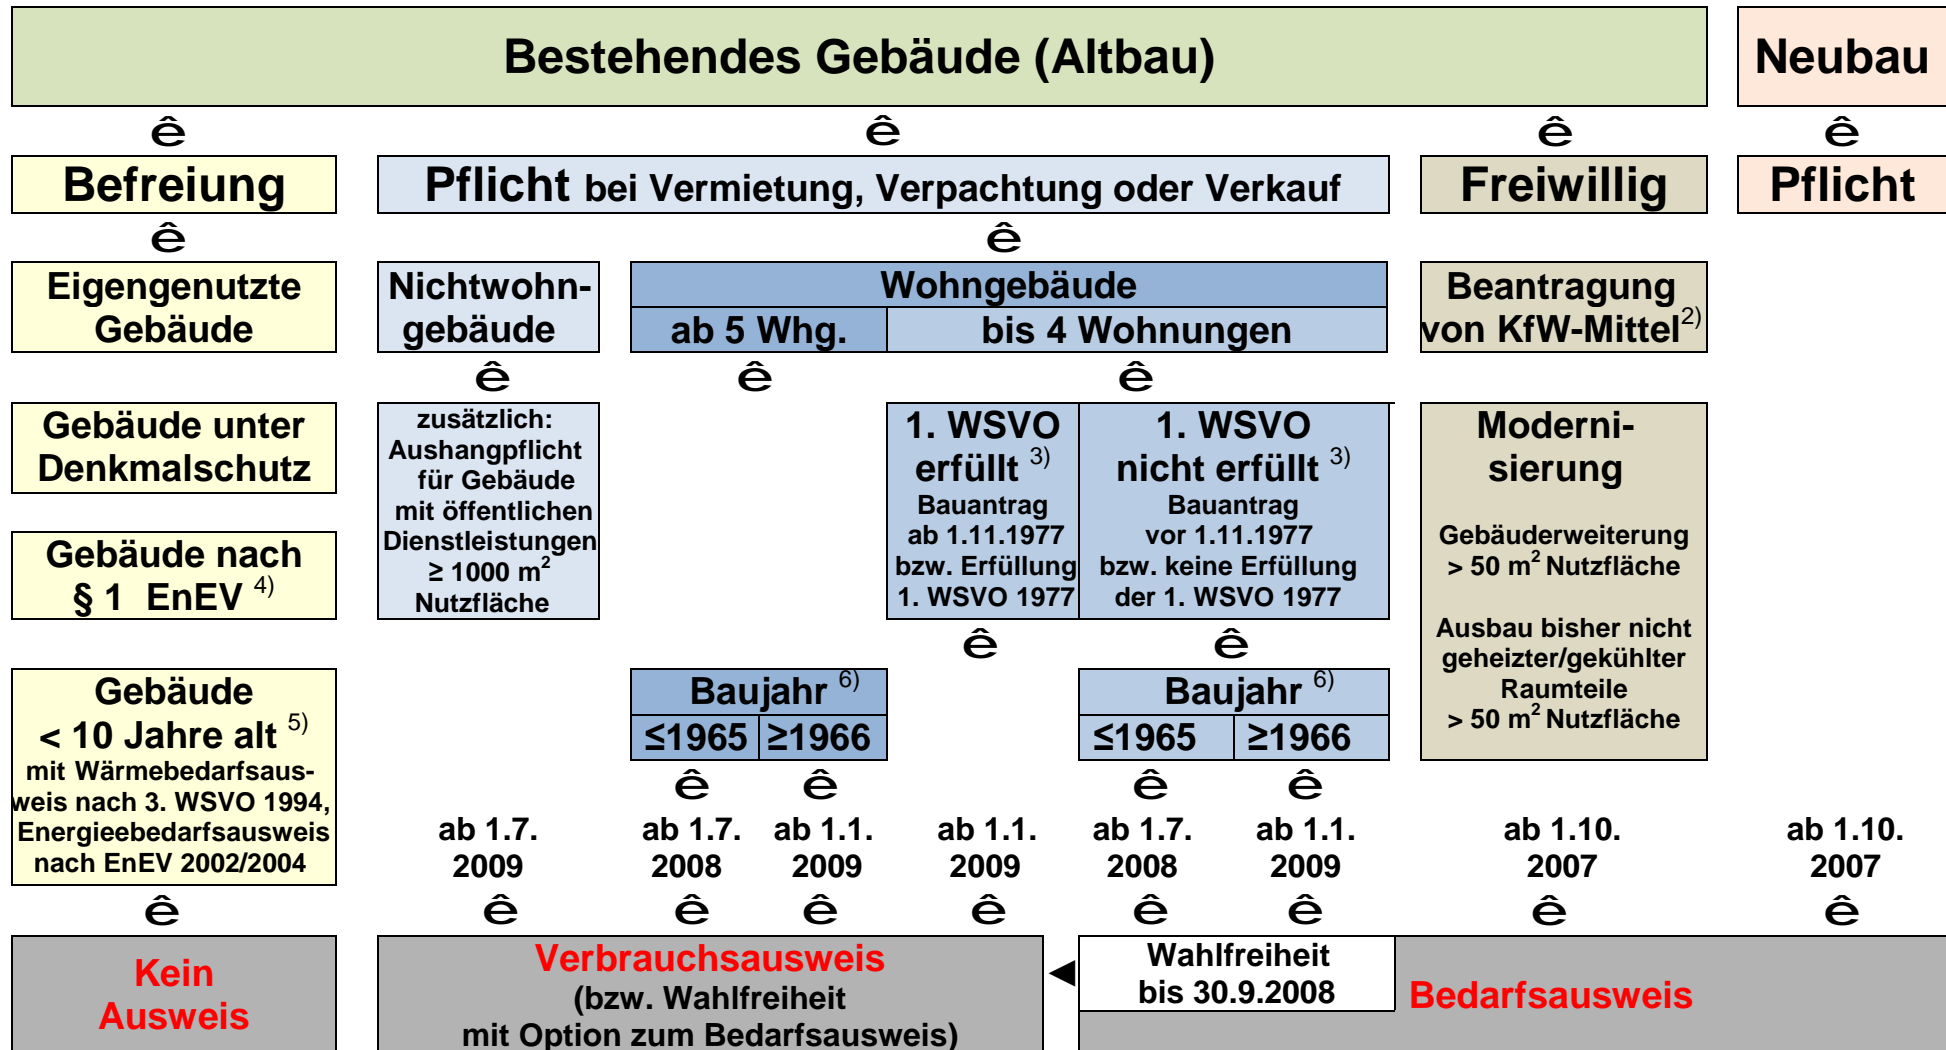 Bestehendes Gebäude (Altbau)
Neubau
ê ê ê ê
Befreiung
Pflicht bei Vermietung, Verpachtung oder Verkauf
Freiwillig
Pflicht
ê ê
Eigengenutzte
Gebäude
Nichtwohn-
gebäude
Wohngebäude
ab 5 Whg.
bis 4 Wohnungen
Beantragung
von KfW-Mittel2)
ê ê ê
Gebäude unter
Denkmalschutz
zusätzlich:
Aushangpflicht
für Gebäude
mit öffentlichen
Dienstleistungen
≥ 1000 m2
Nutzfläche
1. WSVO
erfüllt 3)
Bauantrag
ab 1.11.1977
bzw. Erfüllung
1. WSVO 1977
1. WSVO
nicht erfüllt 3)
Bauantrag
vor 1.11.1977
bzw. keine Erfüllung
der 1. WSVO 1977
Moderni-
sierung
Gebäuderweiterung
> 50 m2 Nutzfläche
Ausbau bisher nicht
geheizter/gekühlter
Raumteile
> 50 m2 Nutzfläche
Gebäude nach
§ 1 EnEV 4)
ê ê
Gebäude
< 10 Jahre alt 5)
mit Wärmebedarfsaus-
weis nach 3. WSVO 1994,
Energieebedarfsausweis
nach EnEV 2002/2004
Baujahr 6)
≤1965 ≥1966
Baujahr 6)
≤1965 ≥1966
ê ê ê ê
ab 1.7.
2009
ab 1.7.
2008
ab 1.1.
2009
ab 1.1.
2009
ab 1.7.
2008
ab 1.1.
2009
ab 1.10.
2007
ab 1.10.
2007
ê ê ê ê ê ê ê ê ê
Kein
Ausweis
Verbrauchsausweis
(bzw. Wahlfreiheit
mit Option zum Bedarfsausweis)
◄
Wahlfreiheit
bis 30.9.2008
Bedarfsausweis